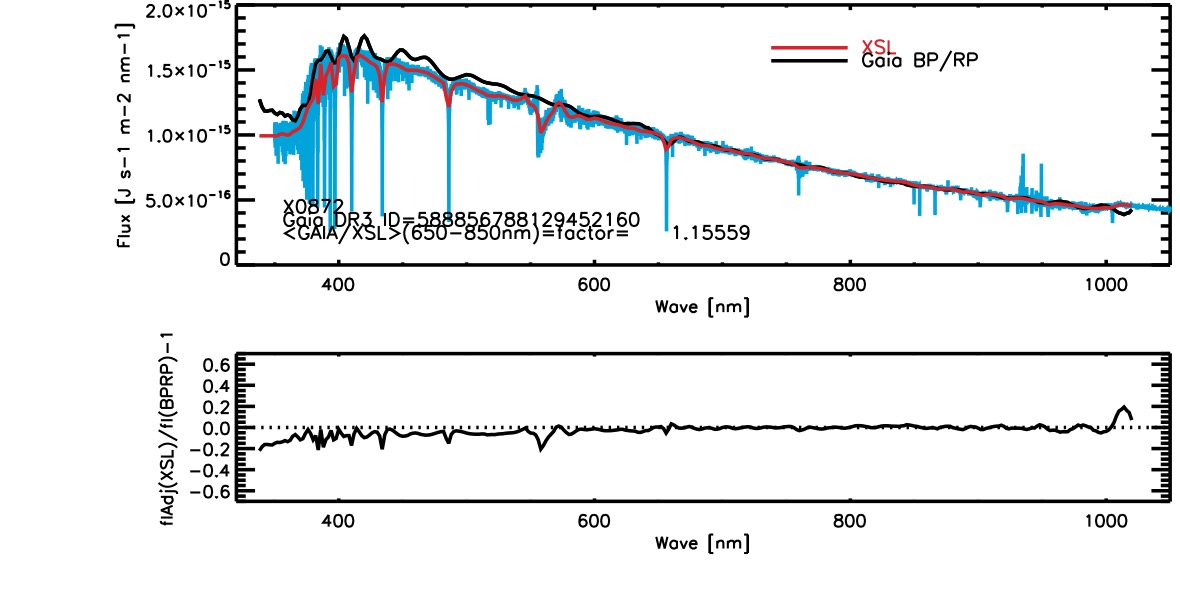 2.0×10−15
1.5×10−15
1.0×10−15
5.0×10−16
0
Flux [J s−1 m−2 nm−1]
XSL
Gaia BP/RP
X0872
Gaia DR3 ID=588856788129452160
<GAIA/XSL>(650−850nm)=factor= 1.15559
400 600 800 1000
Wave [nm]
0.6
0.4
0.2
0.0
−0.2
−0.4
−0.6
flAdj(XSL)/fl(BPRP)−1
400 600 800 1000
Wave [nm]